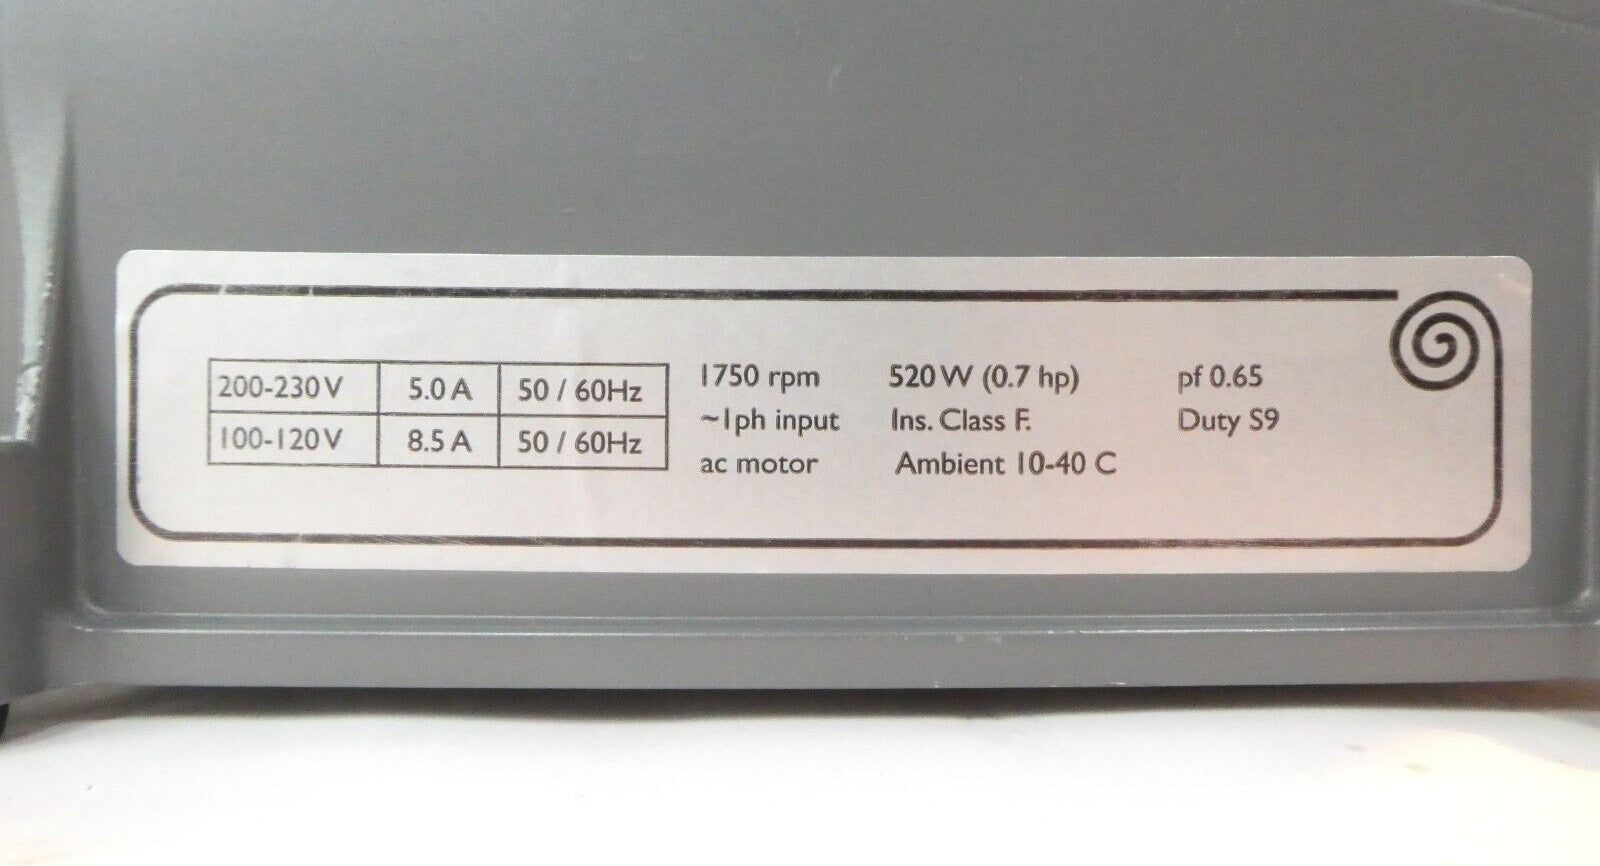 200-230V 5.0 A 50 / 60Hz
100-120V 8.5 A 50 / 60Hz
1750 rpm 520 W (0.7 hp) pf 0.65
~1ph input Ins. Class F. Duty S9
ac motor Ambient 10-40 C